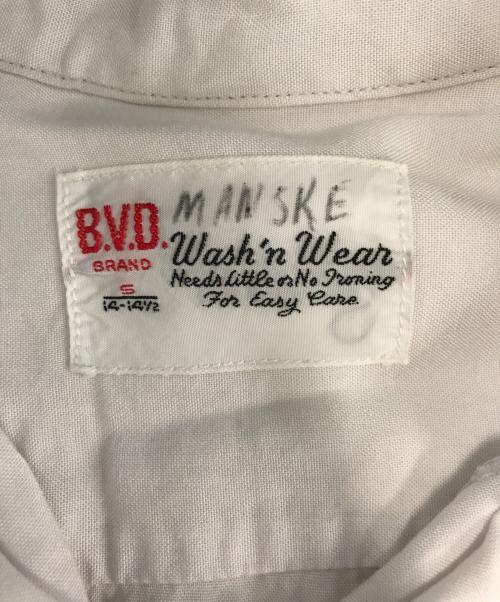 MANSKE
B.V.D.
BRAND
S
14-14½
Wash'n Wear
Needs Little or No Ironing
For Easy Care